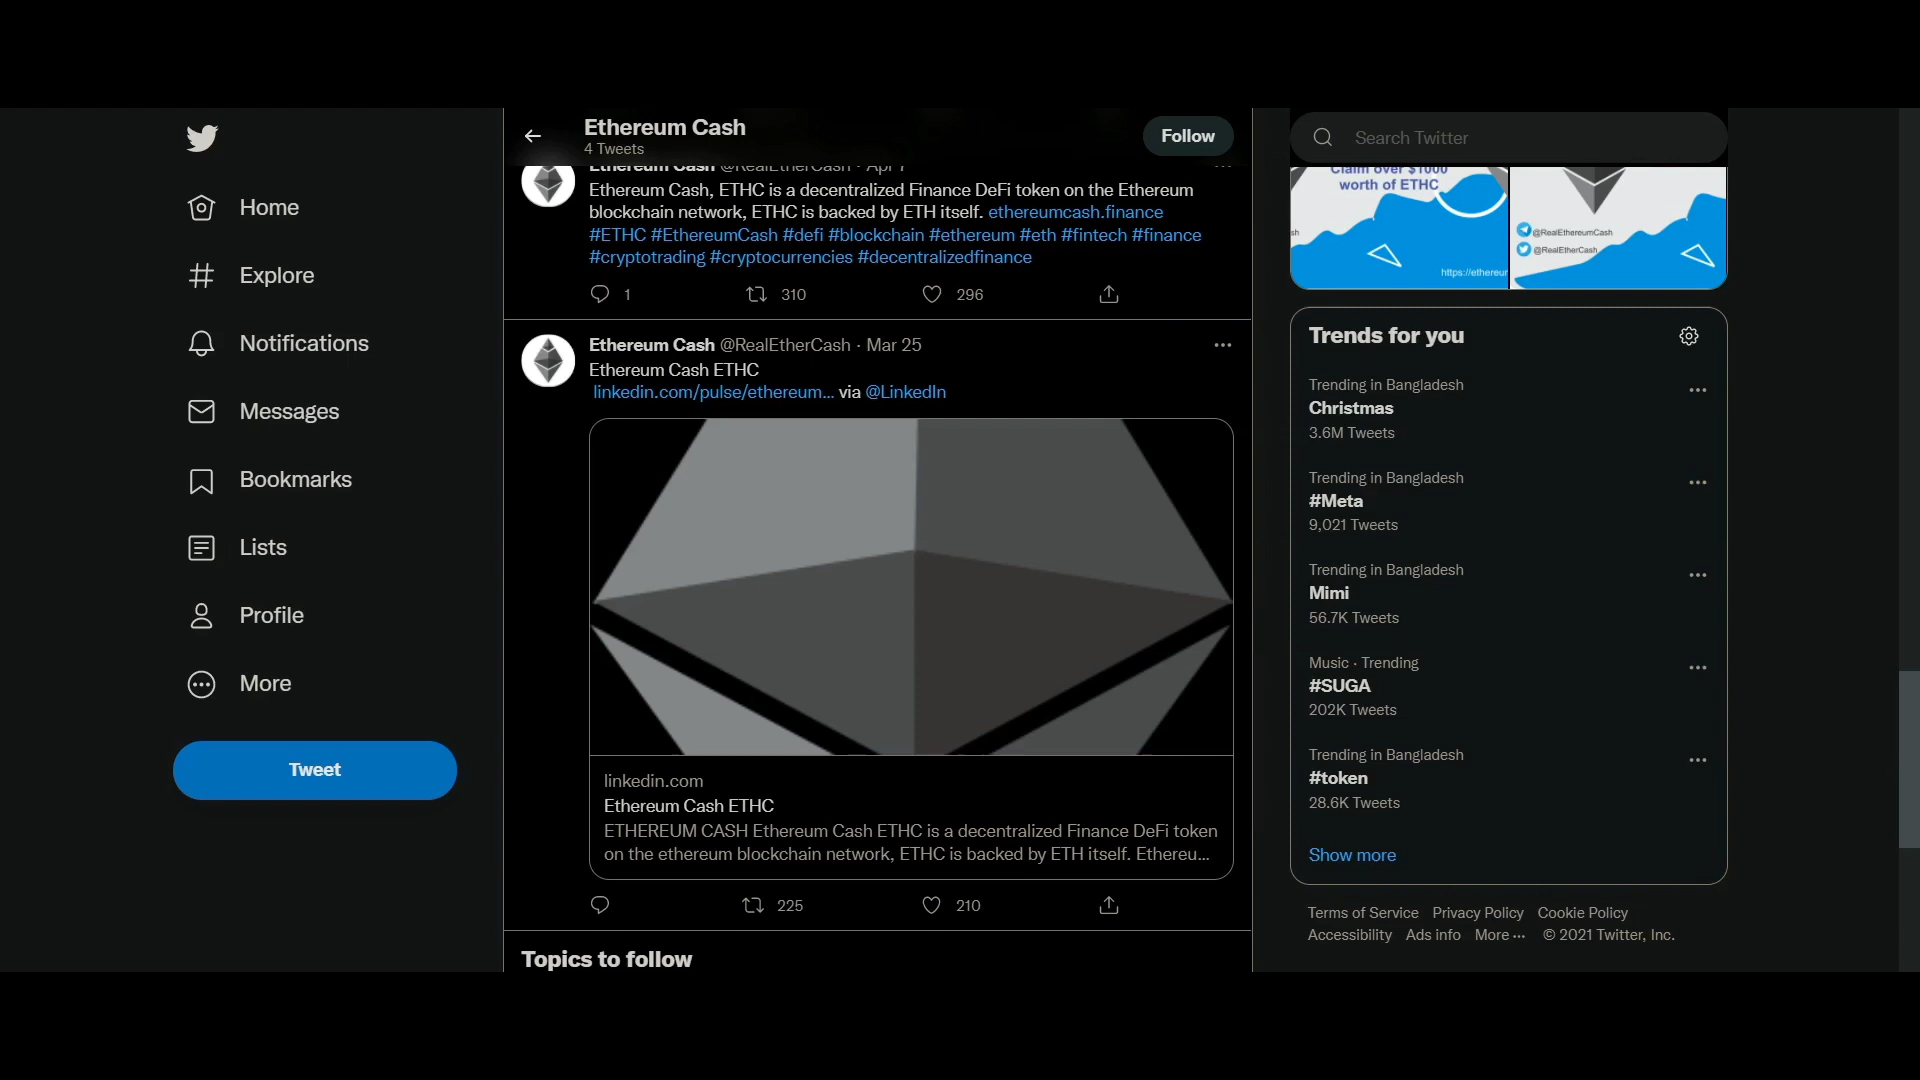 Home
Explore
Notifications
Messages
Bookmarks
Lists
Profile
More
Tweet
Ethereum Cash
4 Tweets
Follow
Ethereum Cash @RealEtherCash · Apr 1
Ethereum Cash, ETHC is a decentralized Finance DeFi token on the Ethereum
blockchain network, ETHC is backed by ETH itself. ethereumcash.finance
#ETHC #EthereumCash #defi #blockchain #ethereum #eth #fintech #finance
#cryptotrading #cryptocurrencies #decentralizedfinance
1 310 296
Ethereum Cash @RealEtherCash · Mar 25
Ethereum Cash ETHC
linkedin.com/pulse/ethereum... via @LinkedIn
linkedin.com
Ethereum Cash ETHC
ETHEREUM CASH Ethereum Cash ETHC is a decentralized Finance DeFi token
on the ethereum blockchain network, ETHC is backed by ETH itself. Ethereu...
225 210
Topics to follow
Search Twitter
Claim over $1000
worth of ETHC
sh
https://ethereur
@RealEthereumCash
@RealEtherCash
Trends for you
Trending in Bangladesh
Christmas
3.6M Tweets
Trending in Bangladesh
#Meta
9,021 Tweets
Trending in Bangladesh
Mimi
56.7K Tweets
Music · Trending
#SUGA
202K Tweets
Trending in Bangladesh
#token
28.6K Tweets
Show more
Terms of Service Privacy Policy Cookie Policy
Accessibility Ads info More ··· © 2021 Twitter, Inc.